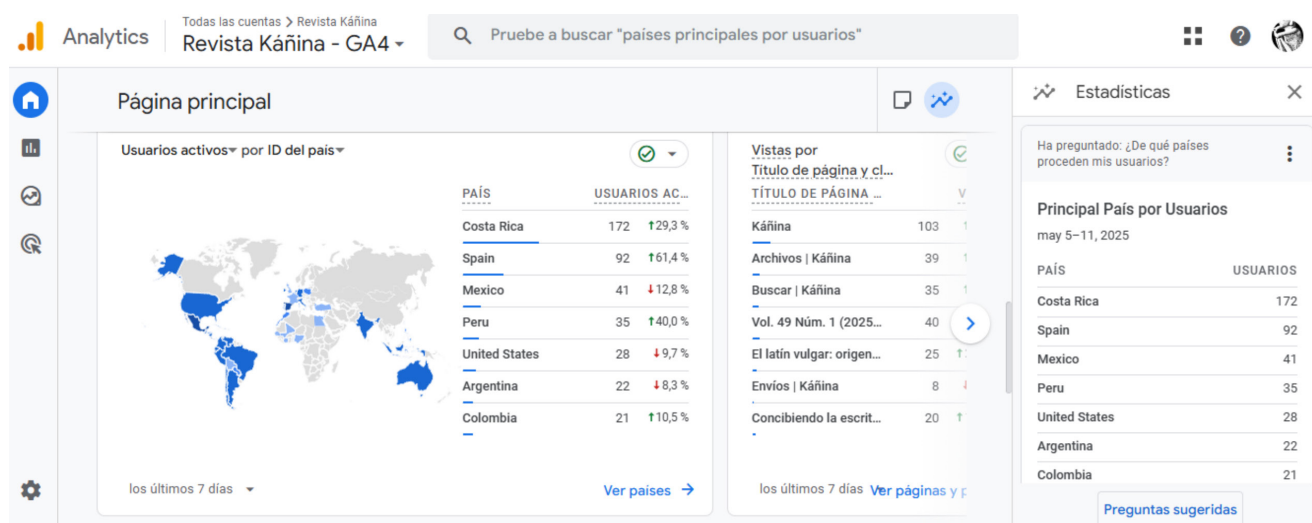 Todas las cuentas > Revista Káñina
Analytics
Revista Káñina - GA4
Pruebe a buscar "países principales por usuarios"
Página principal
Usuarios activos por ID del país
PAÍS USUARIOS AC...
Costa Rica 172 ↑29,3 %
Spain 92 ↑61,4 %
Mexico 41 ↓12,8 %
Peru 35 ↑40,0 %
United States 28 ↓9,7 %
Argentina 22 ↓8,3 %
Colombia 21 ↑10,5 %
los últimos 7 días
Ver países →
Vistas por
Título de página y cl...
TÍTULO DE PÁGINA ... V
Káñina 103
Archivos | Káñina 39
Buscar | Káñina 35
Vol. 49 Núm. 1 (2025... 40
El latín vulgar: origen... 25
Envíos | Káñina 8
Concibiendo la escrit... 20
los últimos 7 días
Ver páginas y p
Estadísticas
Ha preguntado: ¿De qué países
proceden mis usuarios?
Principal País por Usuarios
may 5–11, 2025
PAÍS USUARIOS
Costa Rica 172
Spain 92
Mexico 41
Peru 35
United States 28
Argentina 22
Colombia 21
Preguntas sugeridas